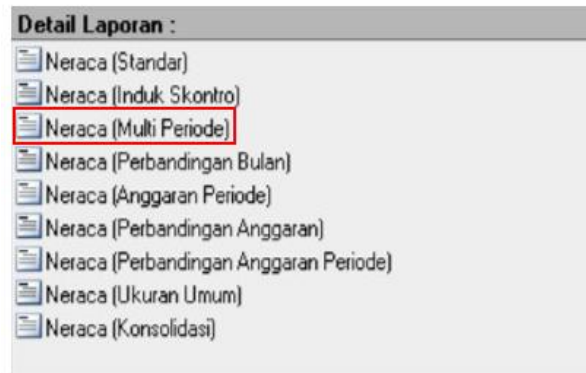 Detail Laporan :
Neraca (Standar)
Neraca (Induk Skontro)
Neraca (Multi Periode)
Neraca (Perbandingan Bulan)
Neraca (Anggaran Periode)
Neraca (Perbandingan Anggaran)
Neraca (Perbandingan Anggaran Periode)
Neraca (Ukuran Umum)
Neraca (Konsolidasi)